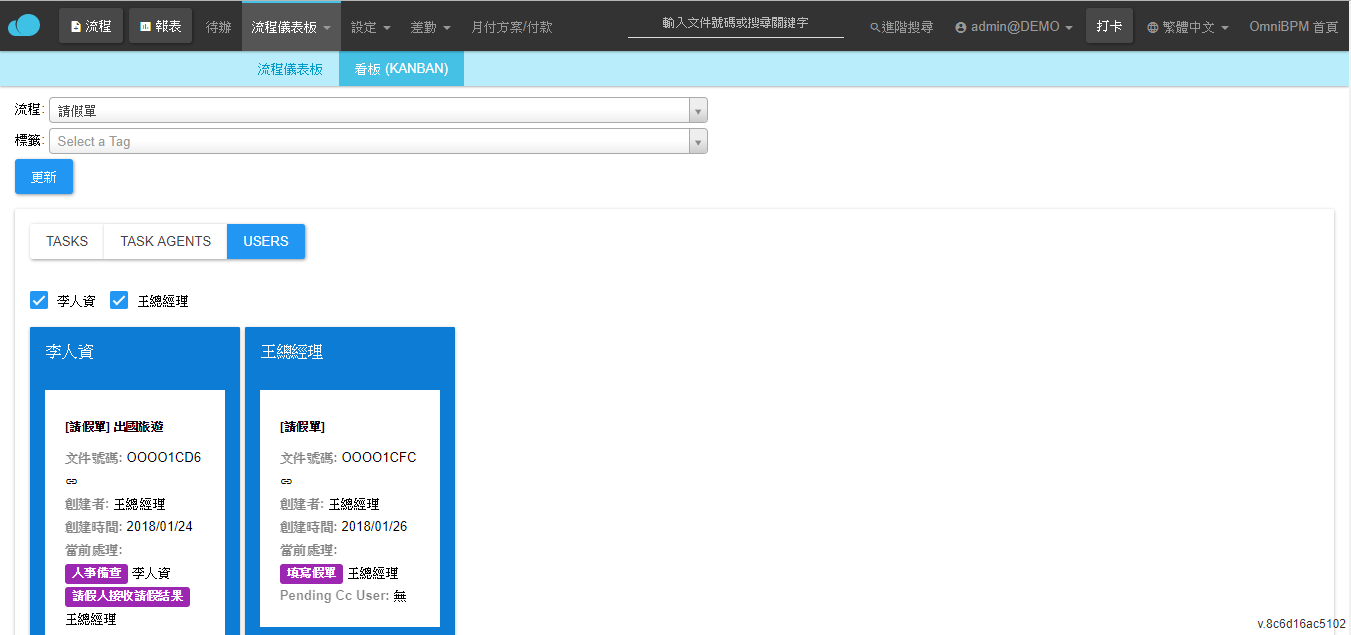 流程 報表 待辦 流程儀表板 設定 差勤 月付方案/付款 輸入文件號碼或搜尋關鍵字 進階搜尋 admin@DEMO 打卡 繁體中文 OmniBPM 首頁
流程儀表板 看板 (KANBAN)
流程: 請假單
標籤: Select a Tag
更新
TASKS TASK AGENTS USERS
李人資 王總經理
李人資 王總經理
[請假單] 出國旅遊 [請假單]
文件號碼: OOOO1CD6 文件號碼: OOOO1CFC
創建者: 王總經理 創建者: 王總經理
創建時間: 2018/01/24 創建時間: 2018/01/26
當前處理: 當前處理:
人事備查 李人資 填寫假單 王總經理
請假人接收請假結果 Pending Cc User: 無
王總經理
v.8c6d16ac5102